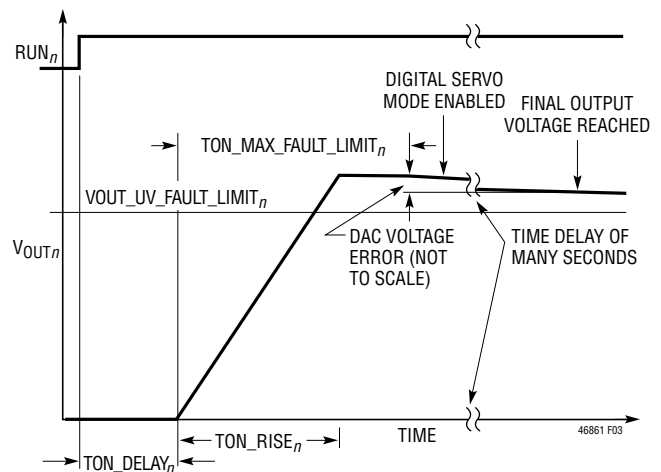 RUNn
DIGITAL SERVO
MODE ENABLED
FINAL OUTPUT
VOLTAGE REACHED
TON_MAX_FAULT_LIMITn
VOUT_UV_FAULT_LIMITn
VOUTn
DAC VOLTAGE
ERROR (NOT
TO SCALE)
TIME DELAY OF
MANY SECONDS
TON_RISEn
TIME
46861 F03
TON_DELAYn